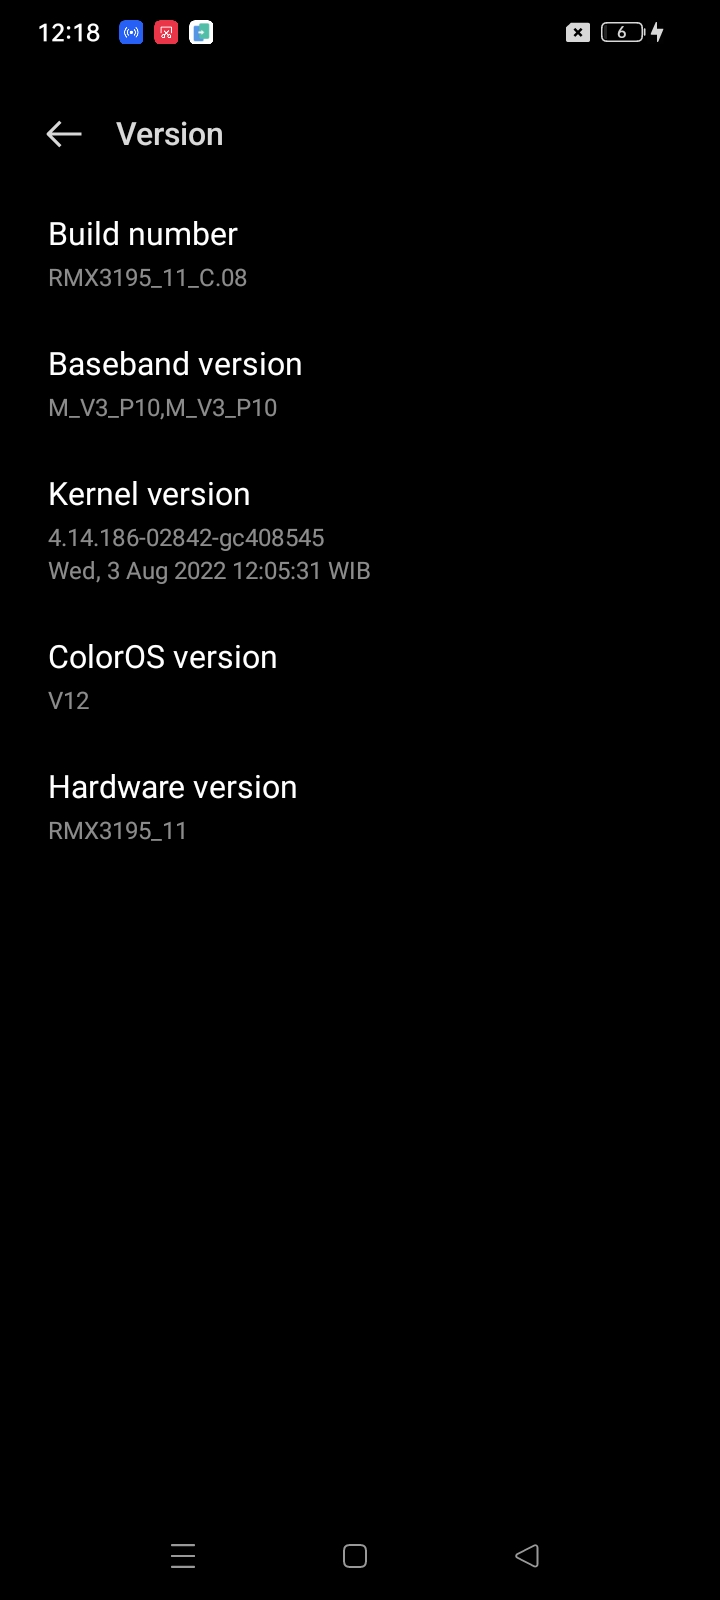 12:18
6
Version
Build number
RMX3195_11_C.08
Baseband version
M_V3_P10,M_V3_P10
Kernel version
4.14.186-02842-gc408545
Wed, 3 Aug 2022 12:05:31 WIB
ColorOS version
V12
Hardware version
RMX3195_11